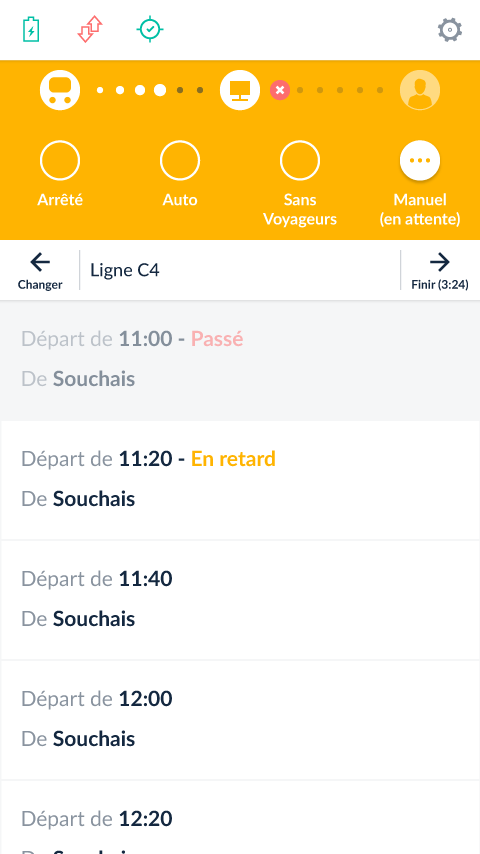 Arrêté
Auto
Sans
Voyageurs
Manuel
(en attente)
Changer
Ligne C4
Finir (3:24)
Départ de 11:00 - Passé
De Souchais
Départ de 11:20 - En retard
De Souchais
Départ de 11:40
De Souchais
Départ de 12:00
De Souchais
Départ de 12:20
De Souchais